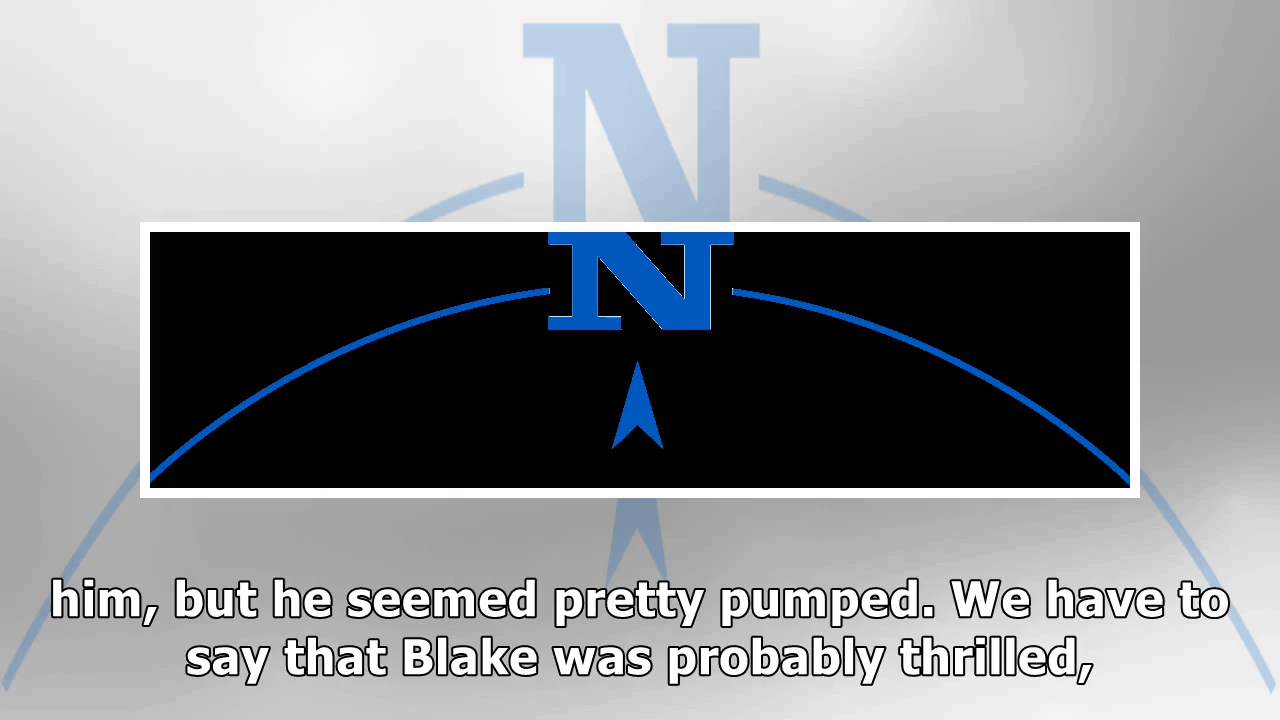 N
N
him, but he seemed pretty pumped. We have to
say that Blake was probably thrilled,